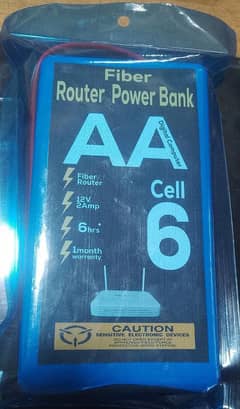 Fiber
Router Power Bank
AA
Cell
6
Fiber
Router
12V
2Amp
6hrs
1month
warrenty
CAUTION
SENSITIVE ELECTRONIC DEVICES